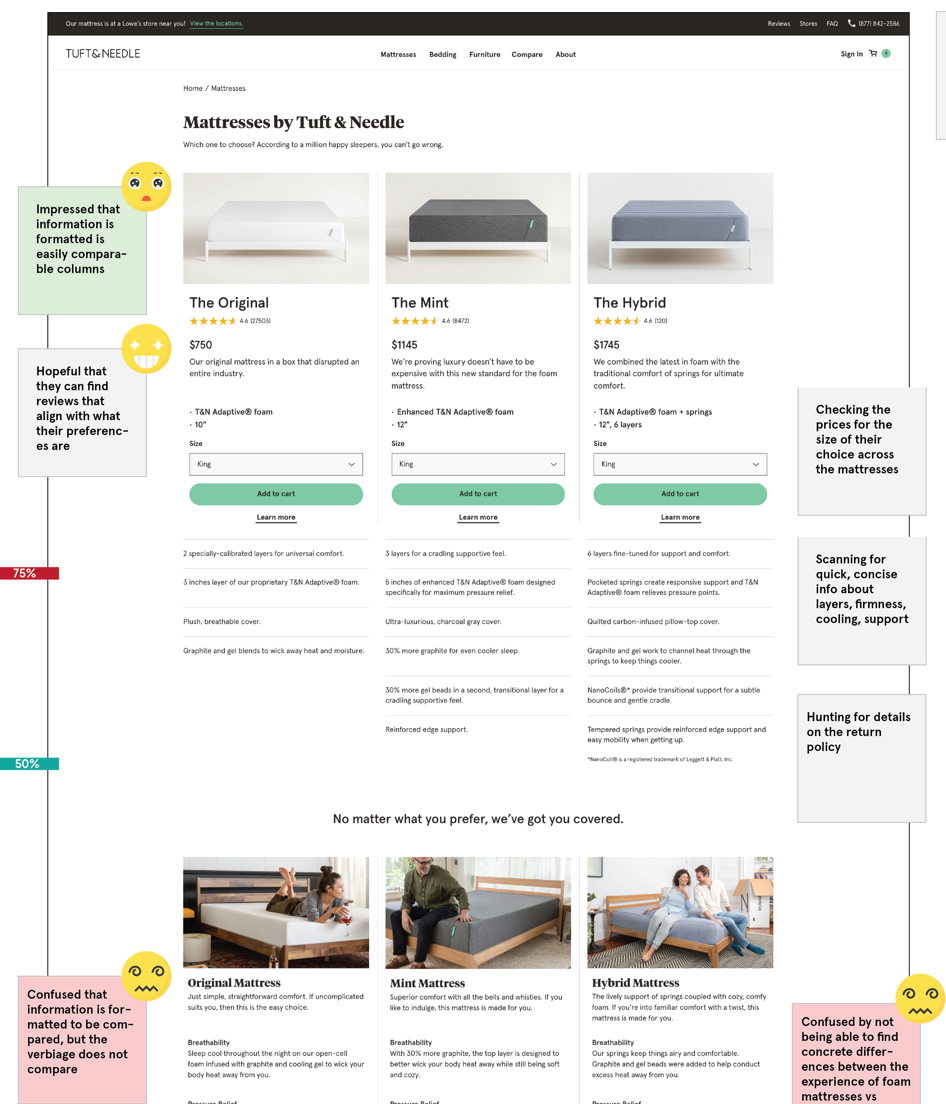 Our mattress is at a Lowe's store near you! View the locations.
Reviews Stores FAQ (877) 842-2586
TUFT&NEEDLE
Mattresses Bedding Furniture Compare About
Sign In
4
Home / Mattresses
Mattresses by Tuft & Needle
Which one to choose? According to a million happy sleepers, you can't go wrong.
Impressed that
information is
formatted is
easily compara-
ble columns
Hopeful that
they can find
reviews that
align with what
their preferenc-
es are
The Original
4.6 (27503)
$750
Our original mattress in a box that disrupted an
entire industry.
· T&N Adaptive® foam
· 10"
Size
King
Add to cart
Learn more
The Mint
4.6 (8472)
$1145
We're proving luxury doesn't have to be
expensive with this new standard for the foam
mattress.
· Enhanced T&N Adaptive® foam
· 12"
Size
King
Add to cart
Learn more
The Hybrid
4.6 (120)
$1745
We combined the latest in foam with the
traditional comfort of springs for ultimate
comfort.
· T&N Adaptive® foam + springs
· 12", 6 layers
Size
King
Add to cart
Learn more
Checking the
prices for the
size of their
choice across
the mattresses
Scanning for
quick, concise
info about
layers, firmness,
cooling, support
Hunting for details
on the return
policy
75%
50%
2 specially-calibrated layers for universal comfort.
3 inches layer of our proprietary T&N Adaptive® foam.
Plush, breathable cover.
Graphite and gel blends to wick away heat and moisture.
3 layers for a cradling supportive feel.
5 inches of enhanced T&N Adaptive® foam designed
specifically for maximum pressure relief.
Ultra-luxurious, charcoal gray cover.
30% more graphite for even cooler sleep.
30% more gel beads in a second, transitional layer for a
cradling supportive feel.
Reinforced edge support.
6 layers fine-tuned for support and comfort.
Pocketed springs create responsive support and T&N
Adaptive® foam relieves pressure points.
Quilted carbon-infused pillow-top cover.
Graphite and gel work to channel heat through the
springs to keep things cooler.
NanoCoils®* provide transitional support for a subtle
bounce and gentle cradle.
Tempered springs provide reinforced edge support and
easy mobility when getting up.
*NanoCoil® is a registered trademark of Leggett & Platt, Inc.
No matter what you prefer, we've got you covered.
Original Mattress
Just simple, straightforward comfort. If uncomplicated
suits you, then this is the easy choice.
Breathability
Sleep cool throughout the night on our open-cell
foam infused with graphite and cooling gel to wick your
body heat away from you.
Pressure Relief
Mint Mattress
Superior comfort with all the bells and whistles. If you
like to indulge, this mattress is made for you.
Breathability
With 30% more graphite, the top layer is designed to
better wick your body heat away while still being soft
and cozy.
Pressure Relief
Hybrid Mattress
The lively support of springs coupled with cozy, comfy
foam. If you're into familiar comfort with a twist, this
mattress is made for you.
Breathability
Our springs keep things airy and comfortable.
Graphite and gel beads were added to help conduct
excess heat away from you.
Pressure Relief
Confused that
information is for-
matted to be com-
pared, but the
verbiage does not
compare
Confused by not
being able to find
concrete differ-
ences between the
experience of foam
mattresses vs